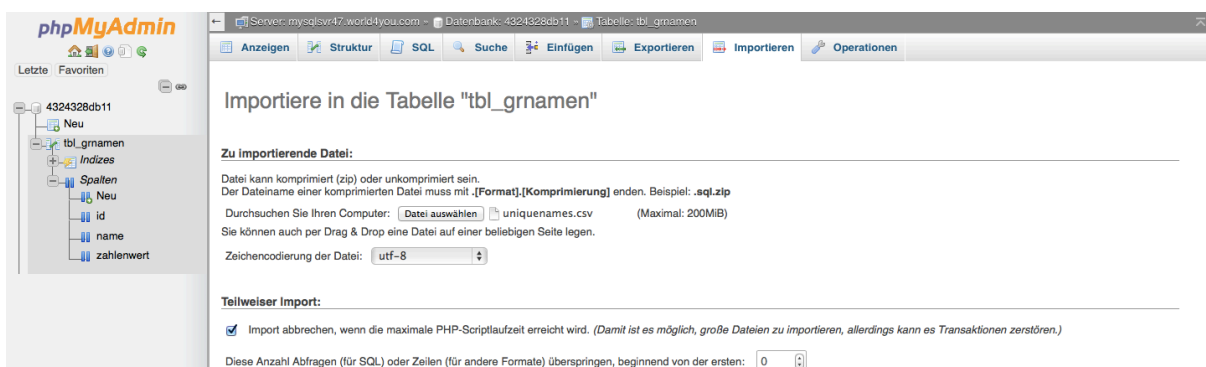 phpMyAdmin
Letzte Favoriten
4324328db11
Neu
tbl_grnamen
Indizes
Spalten
Neu
id
name
zahlenwert
Server: mysqlsvr47.world4you.com » Datenbank: 4324328db11 » Tabelle: tbl_grnamen
Anzeigen Struktur SQL Suche Einfügen Exportieren Importieren Operationen
Importiere in die Tabelle "tbl_grnamen"
Zu importierende Datei:
Datei kann komprimiert (zip) oder unkomprimiert sein.
Der Dateiname einer komprimierten Datei muss mit .[Format].[Komprimierung] enden. Beispiel: .sql.zip
Durchsuchen Sie Ihren Computer: Datei auswählen uniquenames.csv (Maximal: 200MiB)
Sie können auch per Drag & Drop eine Datei auf einer beliebigen Seite legen.
Zeichencodierung der Datei: utf-8
Teilweiser Import:
Import abbrechen, wenn die maximale PHP-Scriptlaufzeit erreicht wird. (Damit ist es möglich, große Dateien zu importieren, allerdings kann es Transaktionen zerstören.)
Diese Anzahl Abfragen (für SQL) oder Zeilen (für andere Formate) überspringen, beginnend von der ersten: 0